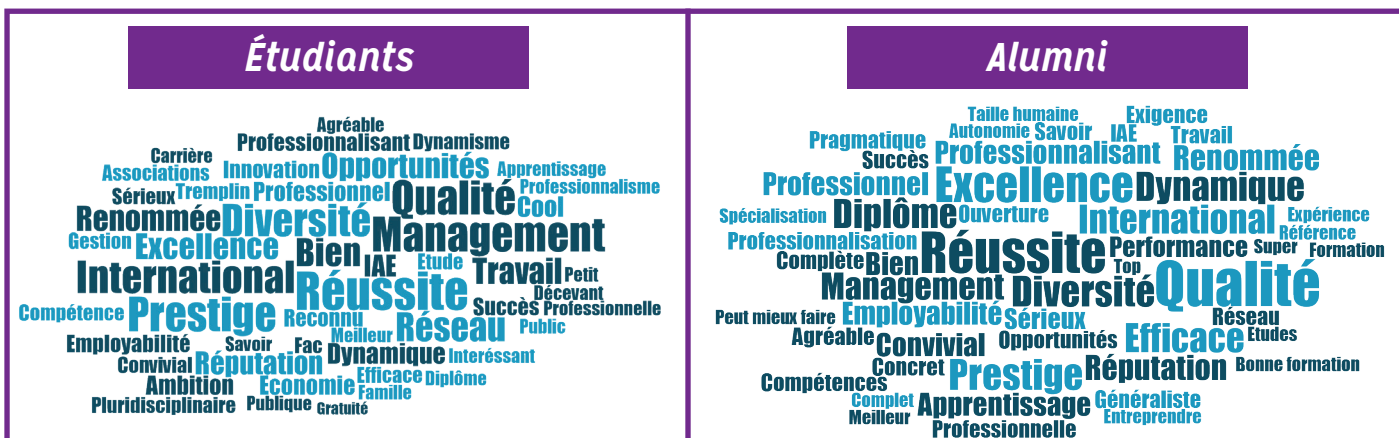 Étudiants
Agréable
Professionnalisant Dynamisme
Carrière
Associations Innovation Opportunités Apprentissage
Sérieux Tremplin Professionnel Qualité Professionnalisme
Renommée Diversité Cool
Gestion Excellence Bien Management
International IAE Etude Travail Petit
Réussite Décevant
Compétence Prestige Reconnu Succès Professionnelle
Meilleur Réseau Public
Employabilité Savoir Fac
Convivial Réputation Dynamique Intéréssant
Ambition Économie Efficace Diplôme
Famille
Pluridisciplinaire Publique Gratuité
Alumni
Taille humaine Exigence
Pragmatique Autonomie Savoir IAE Travail
Succès Professionnalisant Renommée
Professionnel Excellence Dynamique
Spécialisation Diplôme Ouverture International Expérience
Référence
Professionnalisation Réussite Performance Super Formation
Complète Bien Top
Management Diversité Qualité
Peut mieux faire Employabilité Sérieux Réseau
Agréable Convivial Opportunités Efficace Etudes
Concret Prestige Réputation Bonne formation
Compétences
Complet Apprentissage Généraliste
Meilleur Entreprendre
Professionnelle